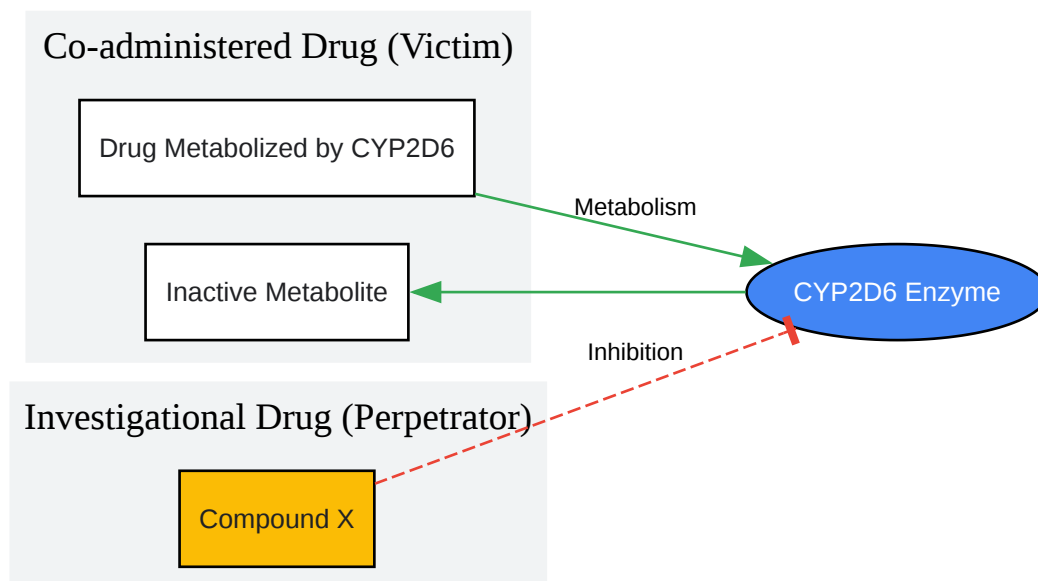 Co-administered Drug (Victim)
Drug Metabolized by CYP2D6
Metabolism
Inactive Metabolite
CYP2D6 Enzyme
Inhibition
Investigational Drug (Perpetrator)
Compound X